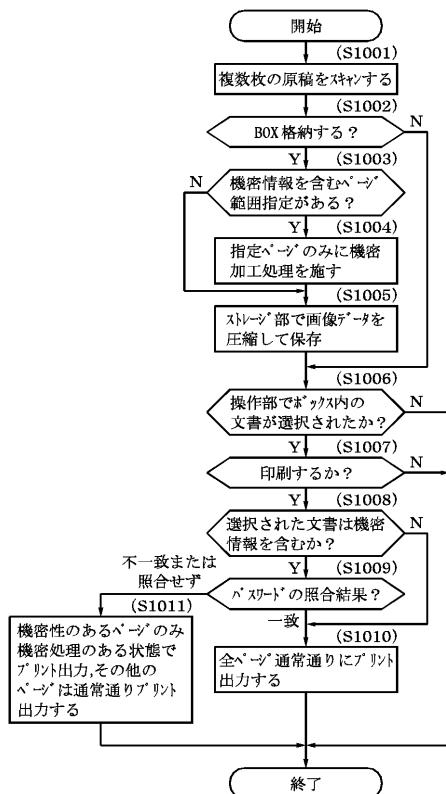 開始
(S1001)
複数枚の原稿をスキャンする
(S1002)
BOX格納する？
N
Y
(S1003)
機密情報を含むページ
範囲指定がある？
N
Y
(S1004)
指定ページのみに機密
加工処理を施す
(S1005)
ストレージ部で画像データを
圧縮して保存
(S1006)
操作部でボックス内の
文書が選択されたか？
N
Y
(S1007)
印刷するか？
N
Y
(S1008)
選択された文書は機密
情報を含むか？
N
Y
(S1009)
パスワードの照合結果？
不一致または
照合せず
一致
(S1011)
機密性のあるページのみ
機密処理のある状態で
プリント出力,その他の
ページは通常通りプリント
出力する
(S1010)
全ページ通常通りにプリント
出力する
終了